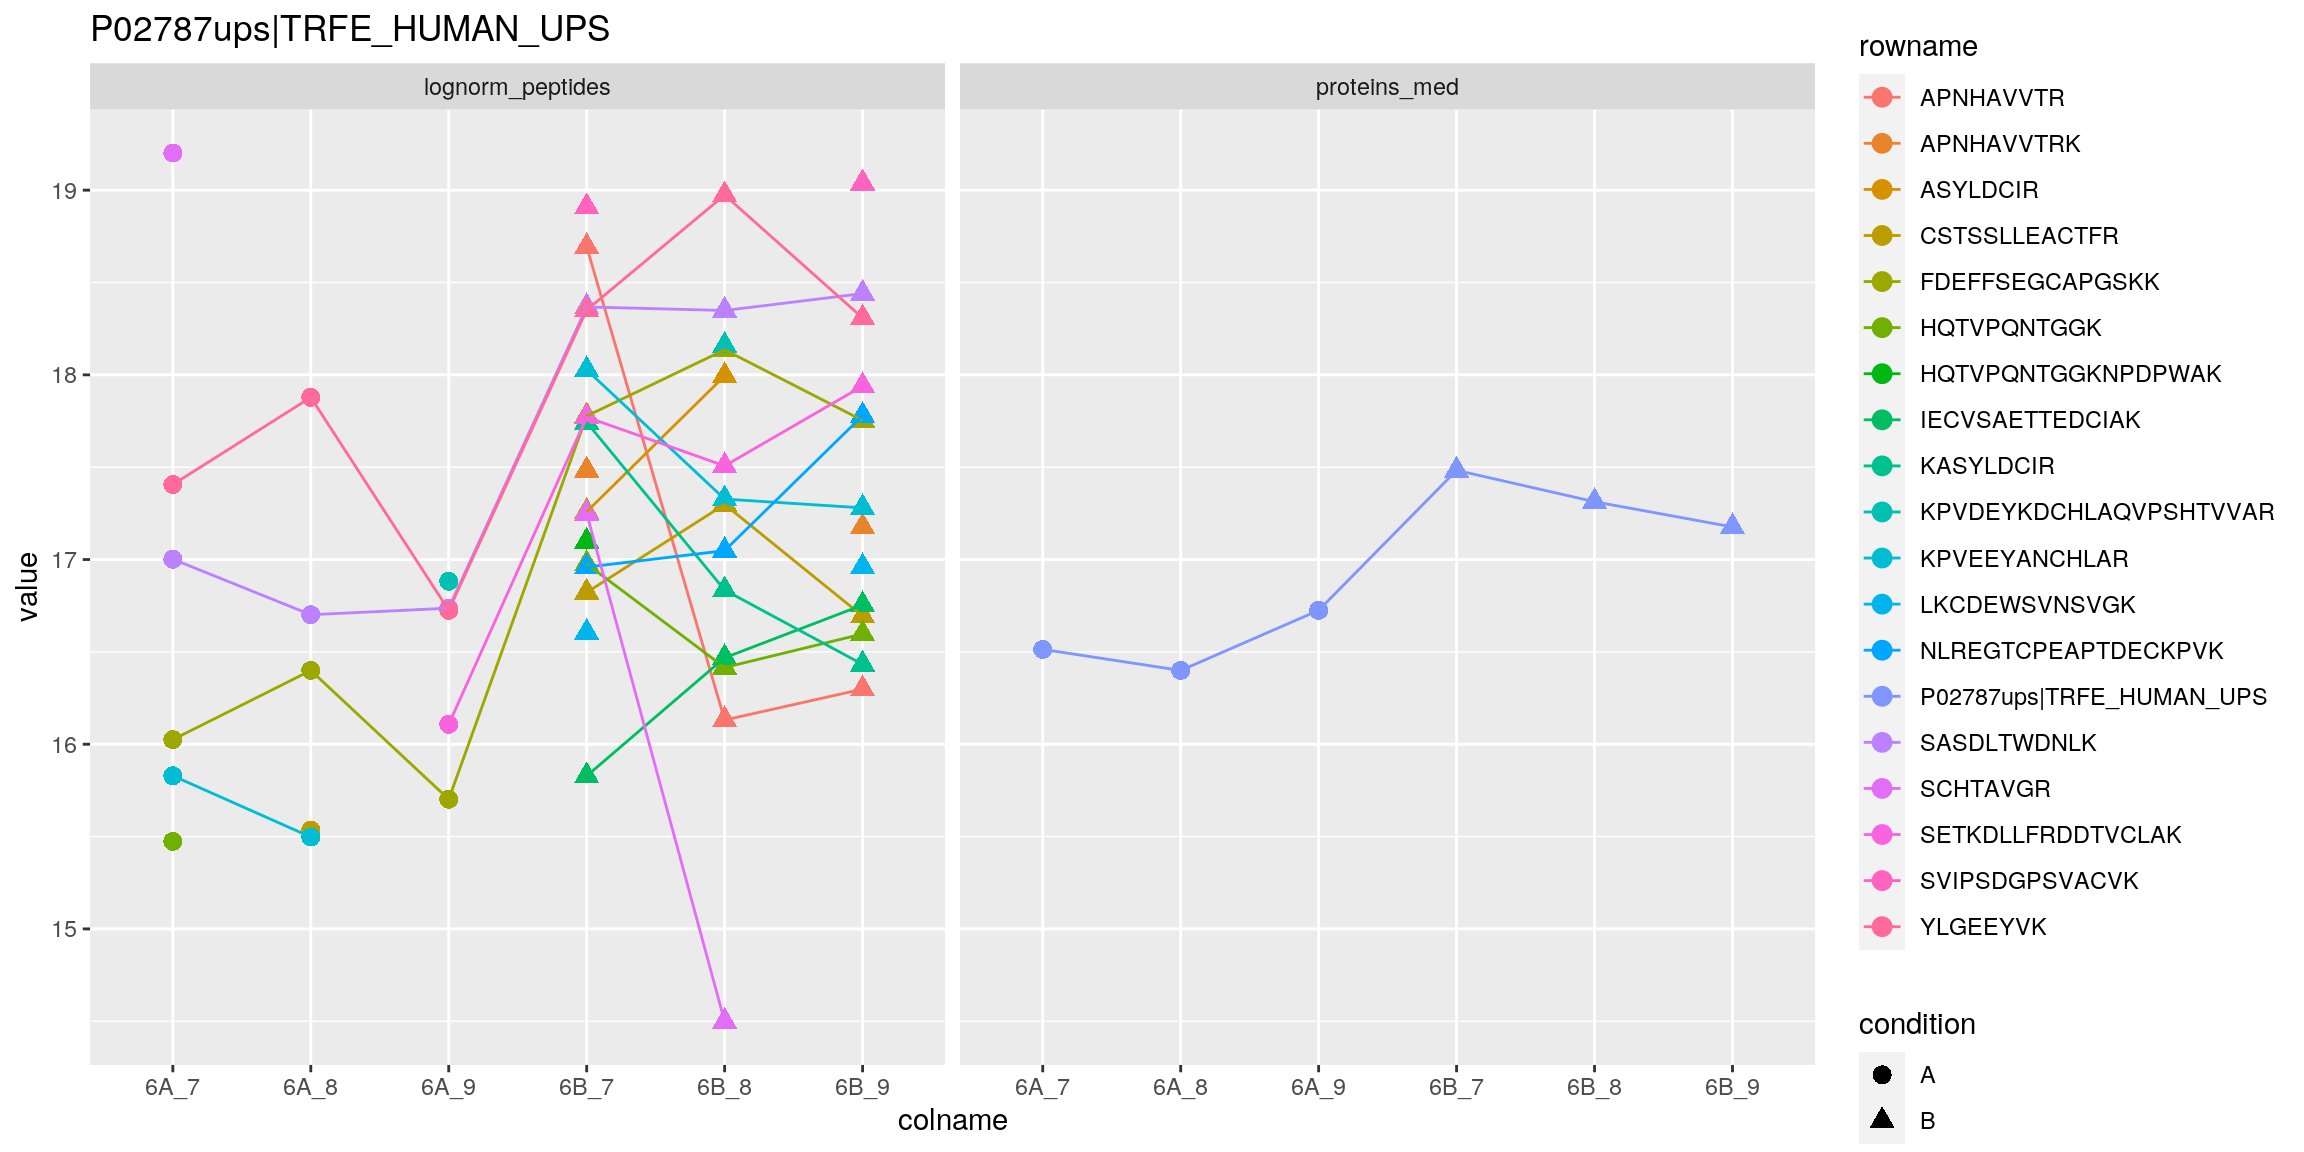 P02787ups|TRFE_HUMAN_UPS
lognorm_peptides
proteins_med
value
19
18
17
16
15
6A_7 6A_8 6A_9 6B_7 6B_8 6B_9
6A_7 6A_8 6A_9 6B_7 6B_8 6B_9
colname
rowname
APNHAVVTR
APNHAVVTRK
ASYLDCIR
CSTSSLLEACTFR
FDEFFSEGCAPGSKK
HQTVPQNTGGK
HQTVPQNTGGKNPDPWAK
IECVSAETTEDCIAK
KASYLDCIR
KPVDEYKDCHLAQVPSHTVVAR
KPVEEYANCHLAR
LKCDEWSVNSVGK
NLREGTCPEAPTDECKPVK
P02787ups|TRFE_HUMAN_UPS
SASDLTWDNLK
SCHTAVGR
SETKDLLFRDDTVCLAK
SVIPSDGPSVACVK
YLGEEYVK
condition
A
B